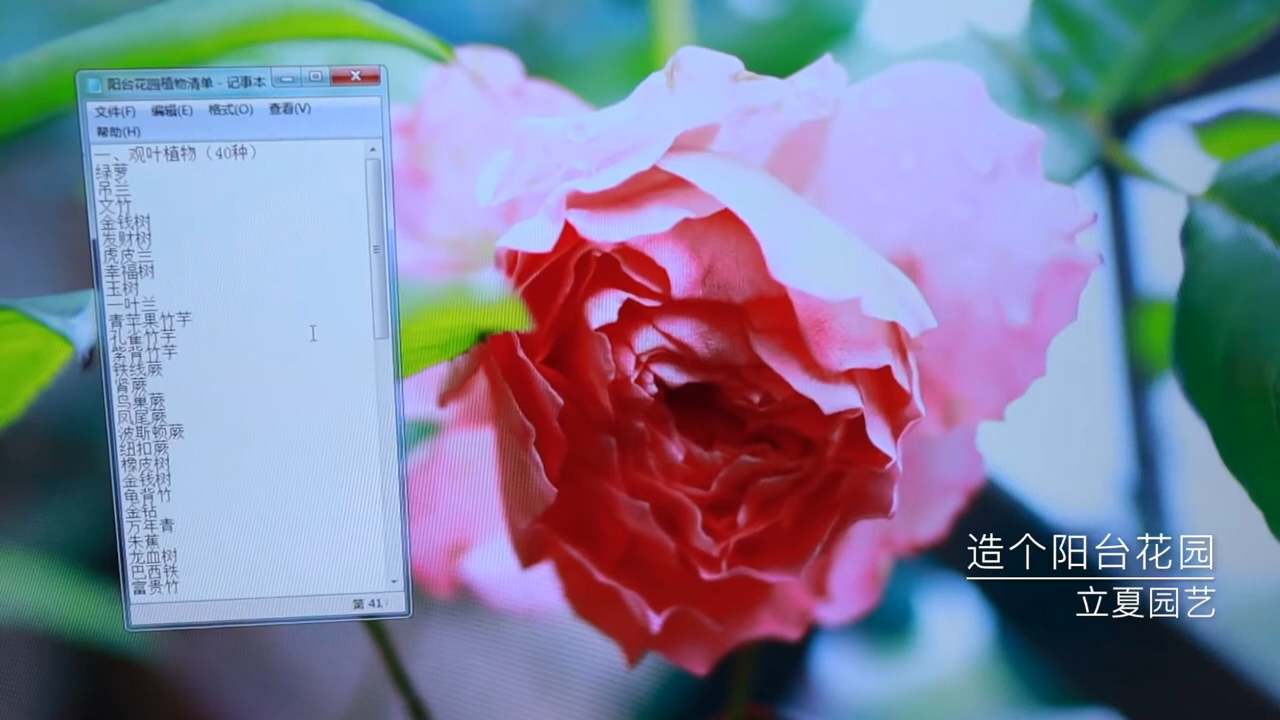 阳台花园植物清单 - 记事本
文件(F) 编辑(E) 格式(O) 查看(V)
帮助(H)
一、观叶植物（40种）
绿萝
吊兰
文竹
金钱树
发财树
虎皮兰
幸福树
玉树
一叶兰
青苹果竹芋
孔雀竹芋
紫背竹芋
铁线蕨
肾蕨
鸟巢蕨
凤尾蕨
波斯顿蕨
纽扣蕨
橡皮树
金钱树
龟背竹
金钻
万年青
朱蕉
龙血树
巴西铁
富贵竹
第 41
造个阳台花园
立夏园艺